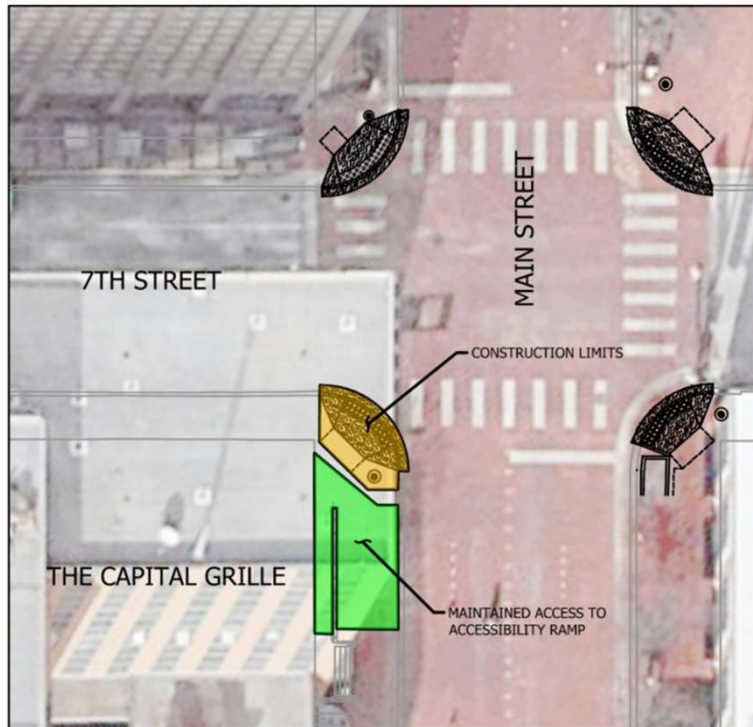 MAIN STREET
7TH STREET
CONSTRUCTION LIMITS
THE CAPITAL GRILLE
MAINTAINED ACCESS TO
ACCESSIBILITY RAMP